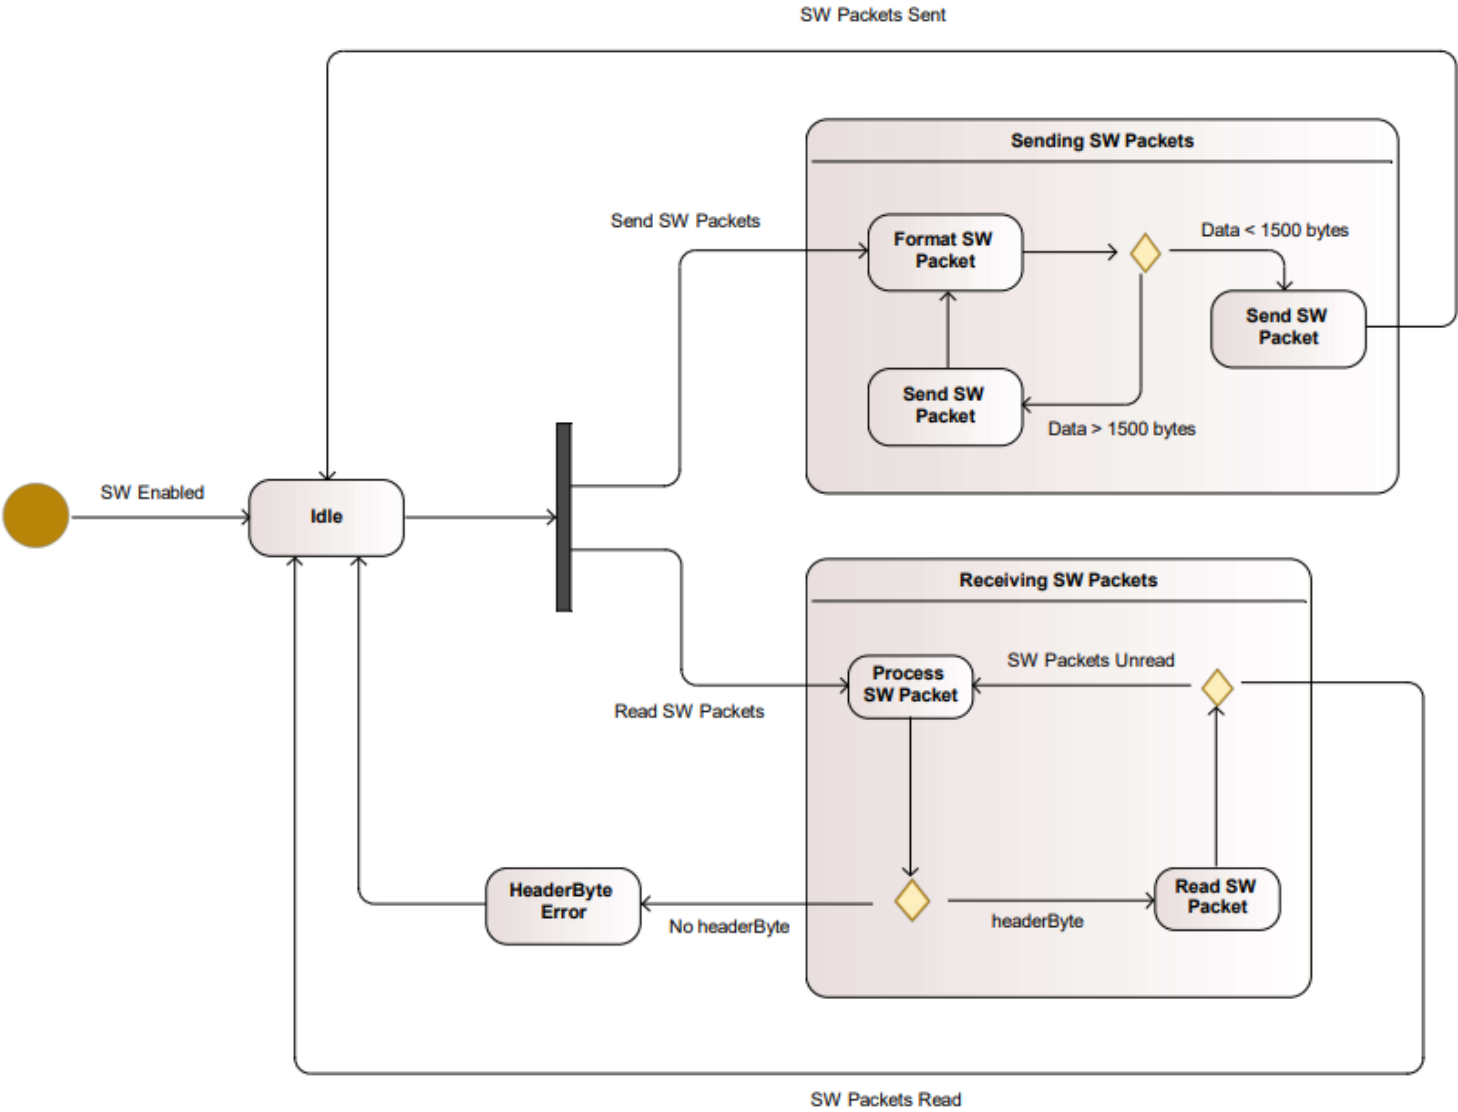 SW Packets Sent
Sending SW Packets
Send SW Packets
Format SW
Packet
Data < 1500 bytes
Send SW
Packet
Send SW
Packet
Data > 1500 bytes
SW Enabled
Idle
Receiving SW Packets
Process
SW Packet
SW Packets Unread
Read SW Packets
HeaderByte
Error
No headerByte
headerByte
Read SW
Packet
SW Packets Read